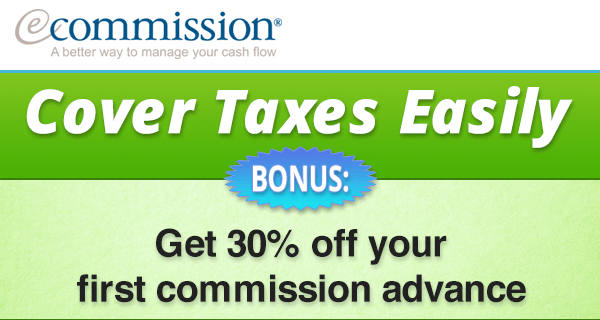 ecommission®
A better way to manage your cash flow
Cover Taxes Easily
BONUS:
Get 30% off your
first commission advance